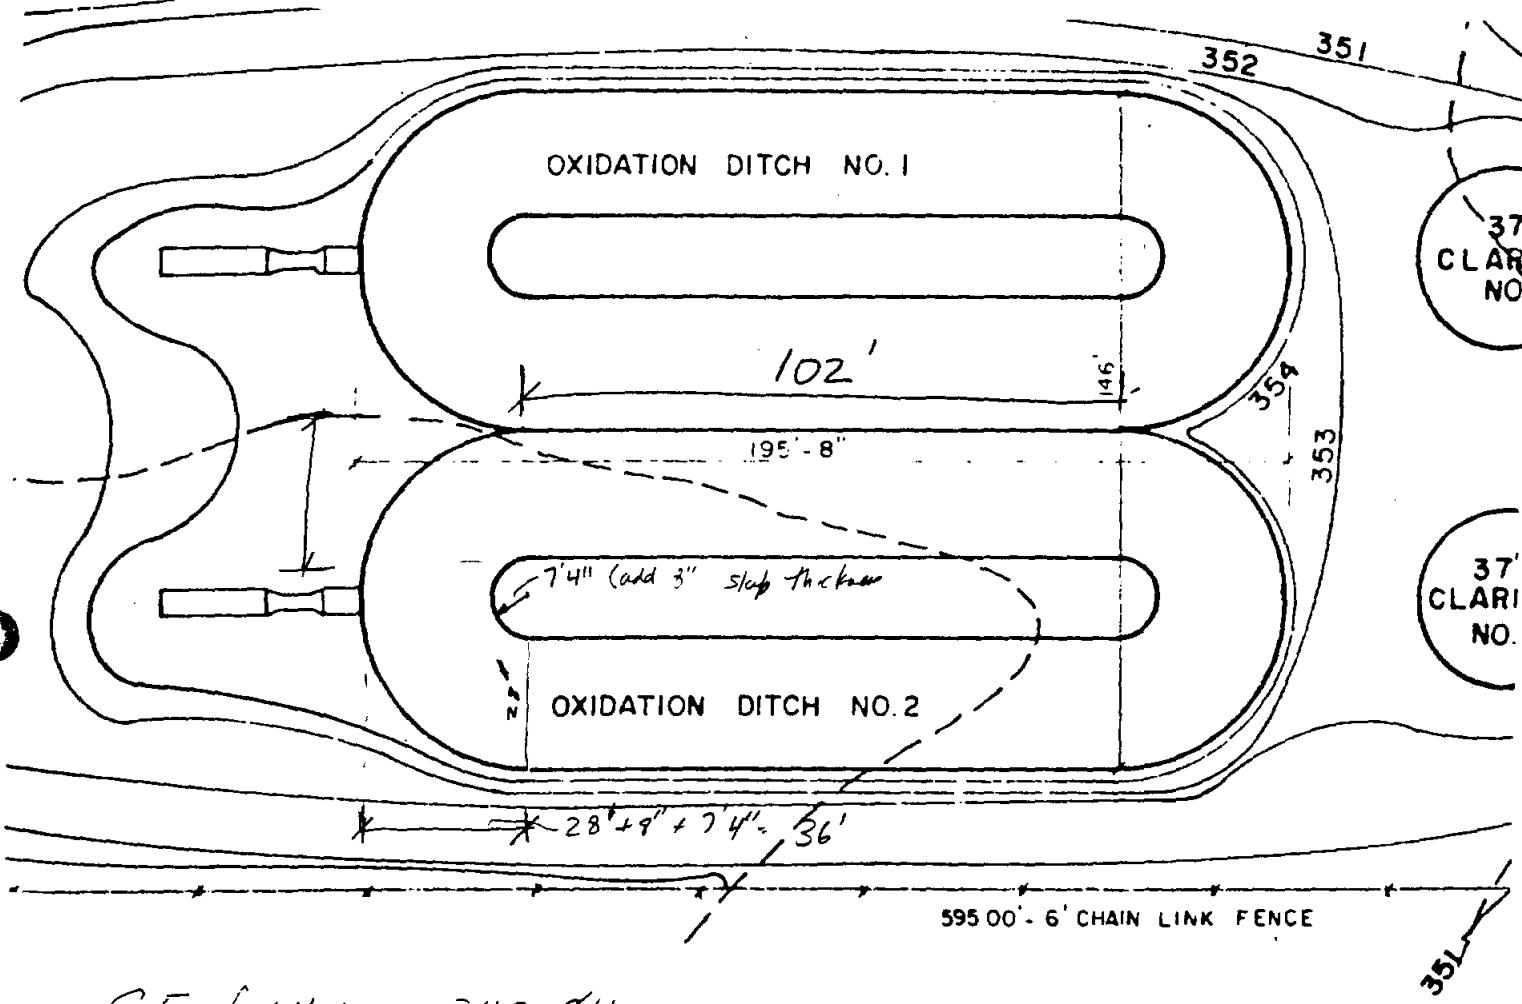 351
352
OXIDATION DITCH NO. 1
37
CLAR
NO
102'
146'
354
195'-8"
353
7'4" (add 3" slab thickness
37'
CLARI
NO.
OXIDATION DITCH NO. 2
28' + 9" + 7'4" = 36'
595.00' - 6' CHAIN LINK FENCE
351